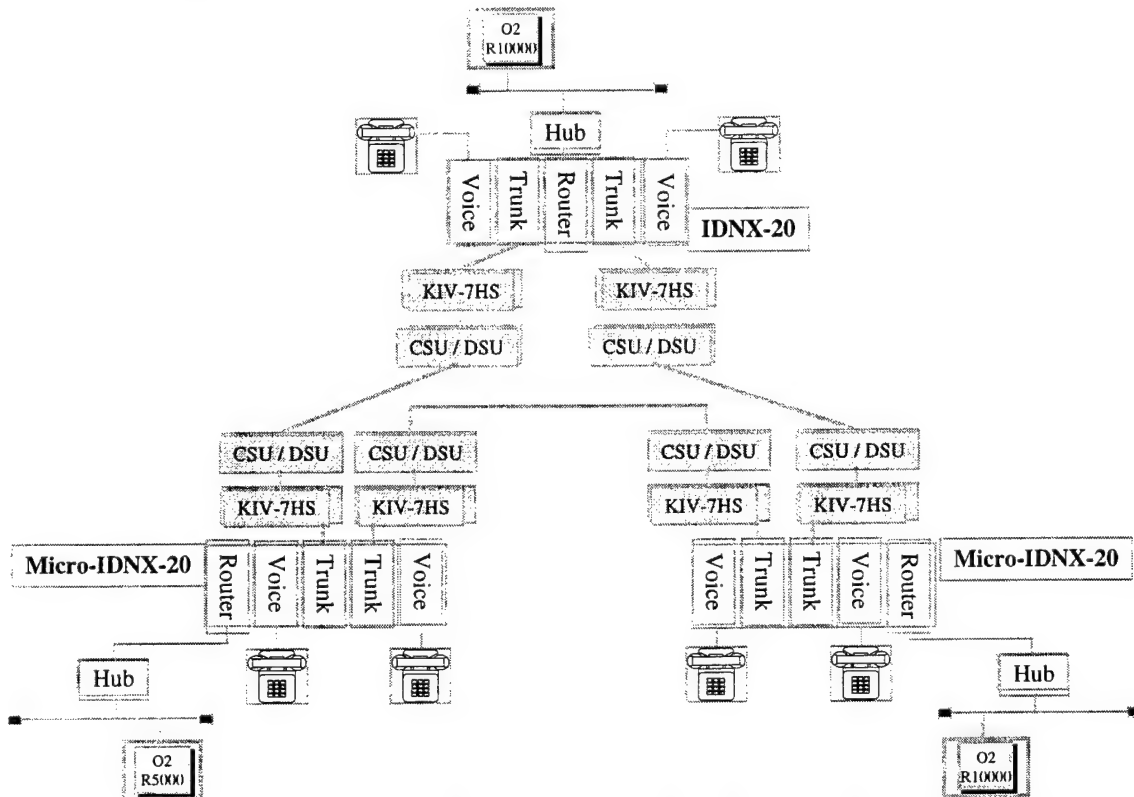 O2
R10000
Hub
Voice
Trunk
Router
Trunk
Voice
IDNX-20
KIV-7HS
KIV-7HS
CSU / DSU
CSU / DSU
CSU / DSU
CSU / DSU
CSU / DSU
CSU / DSU
KIV-7HS
KIV-7HS
KIV-7HS
KIV-7HS
Micro-IDNX-20
Router
Voice
Trunk
Trunk
Voice
Voice
Trunk
Trunk
Voice
Router
Micro-IDNX-20
Hub
Hub
O2
R5000
O2
R10000